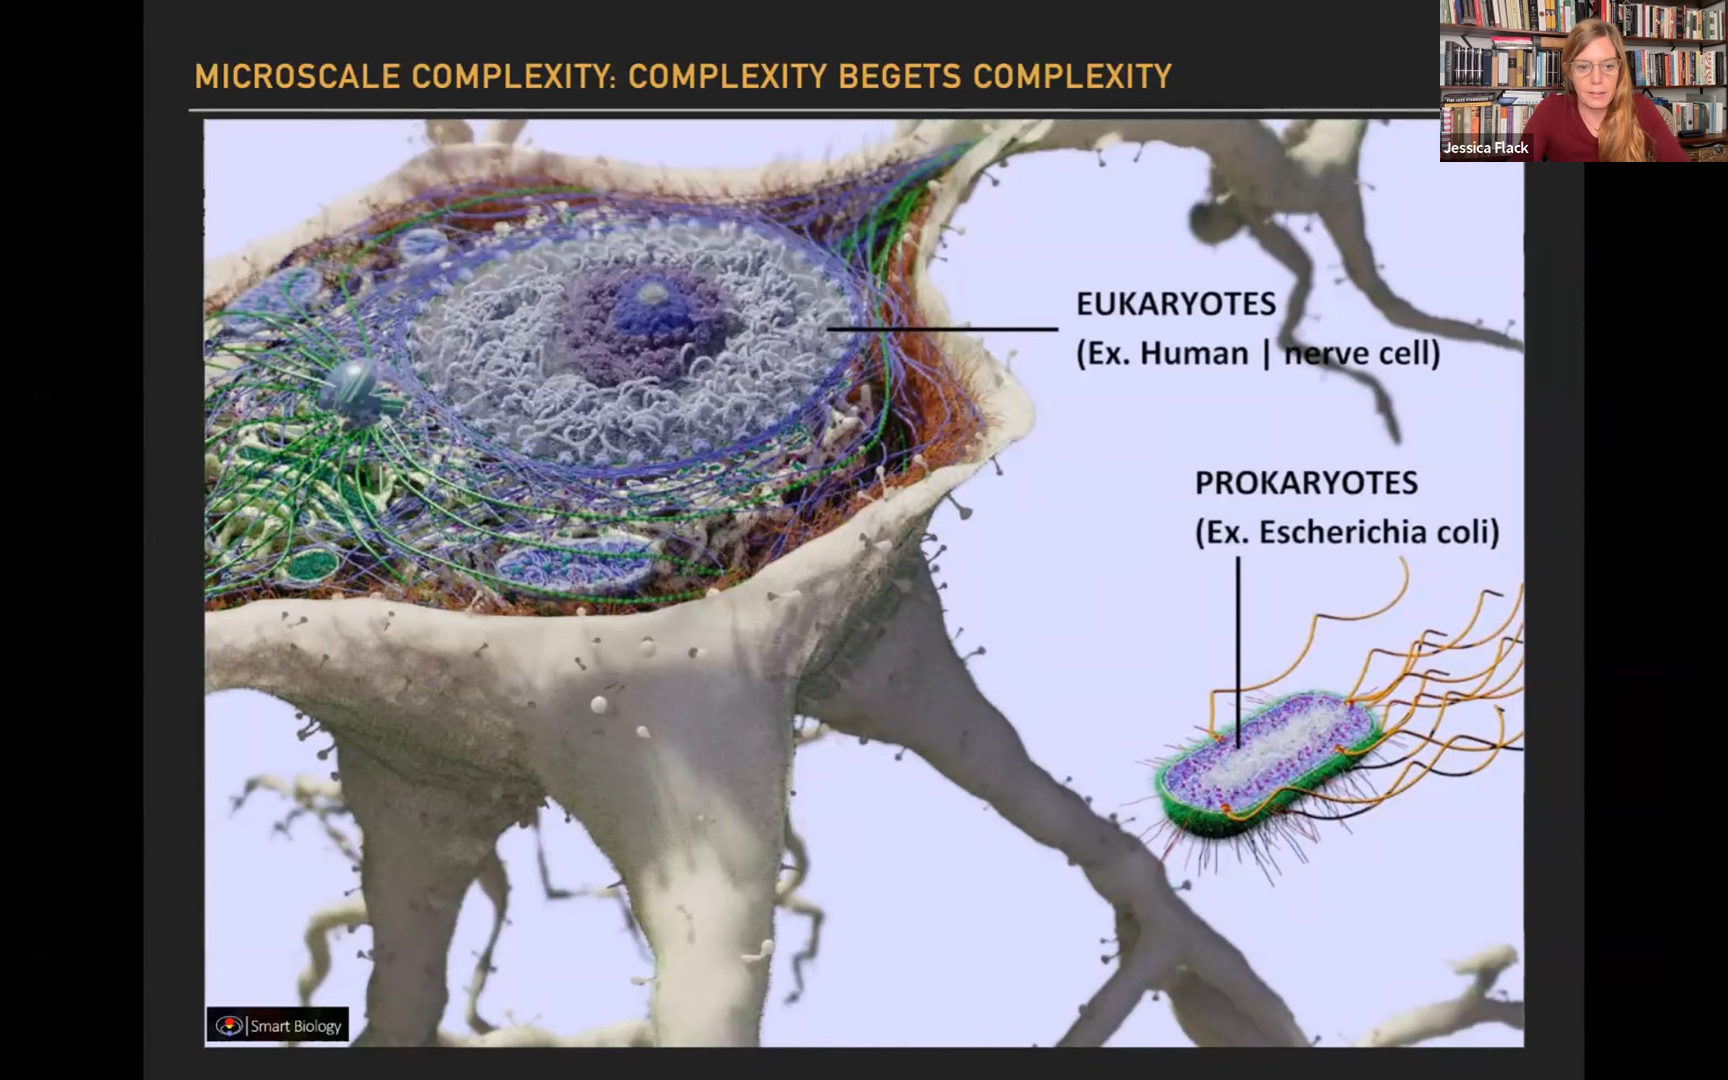 MICROSCALE COMPLEXITY: COMPLEXITY BEGETS COMPLEXITY
Jessica Flack
EUKARYOTES
(Ex. Human | nerve cell)
PROKARYOTES
(Ex. Escherichia coli)
Smart Biology